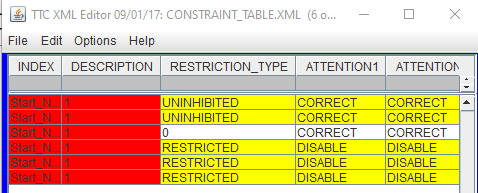 TTC XML Editor 09/01/17: CONSTRAINT_TABLE.XML (6 o
File Edit Options Help
INDEX DESCRIPTION RESTRICTION_TYPE ATTENTION1 ATTENTION
Start_N... 1 UNINHIBITED CORRECT CORRECT
Start_N... 1 UNINHIBITED CORRECT CORRECT
Start_N... 1 0 CORRECT CORRECT
Start_N... 1 RESTRICTED DISABLE DISABLE
Start_N... 1 RESTRICTED DISABLE DISABLE
Start_N... 1 RESTRICTED DISABLE DISABLE